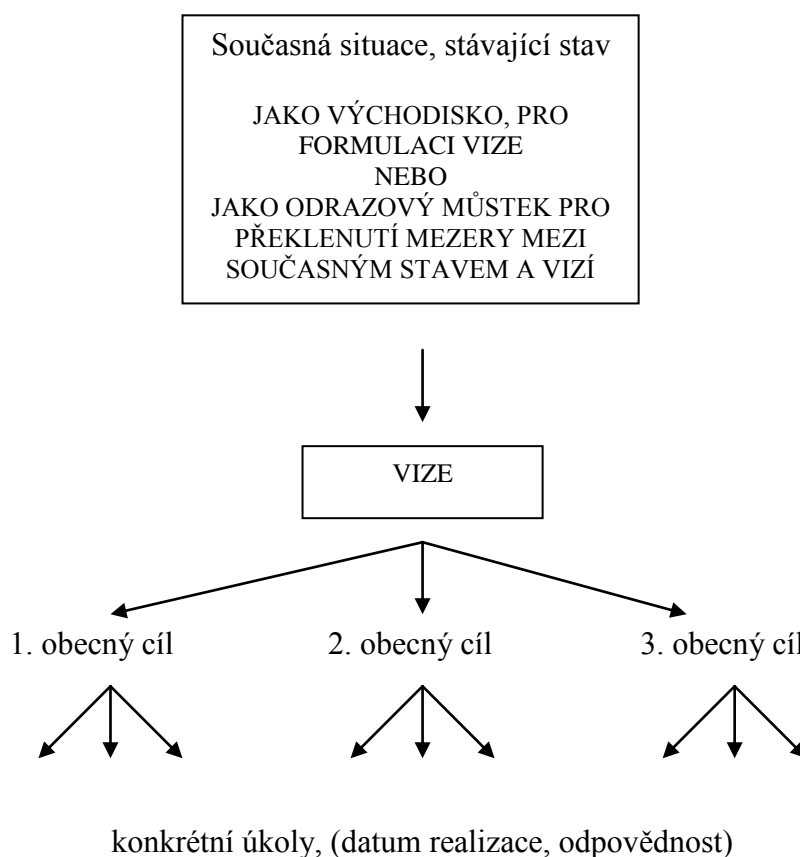 Současná situace, stávající stav
JAKO VÝCHODISKO, PRO
FORMULACI VIZE
NEBO
JAKO ODRAZOVÝ MŮSTEK PRO
PŘEKLENUTÍ MEZERY MEZI
SOUČASNÝM STAVEM A VIZÍ
VIZE
1. obecný cíl 2. obecný cíl 3. obecný cíl
konkrétní úkoly, (datum realizace, odpovědnost)